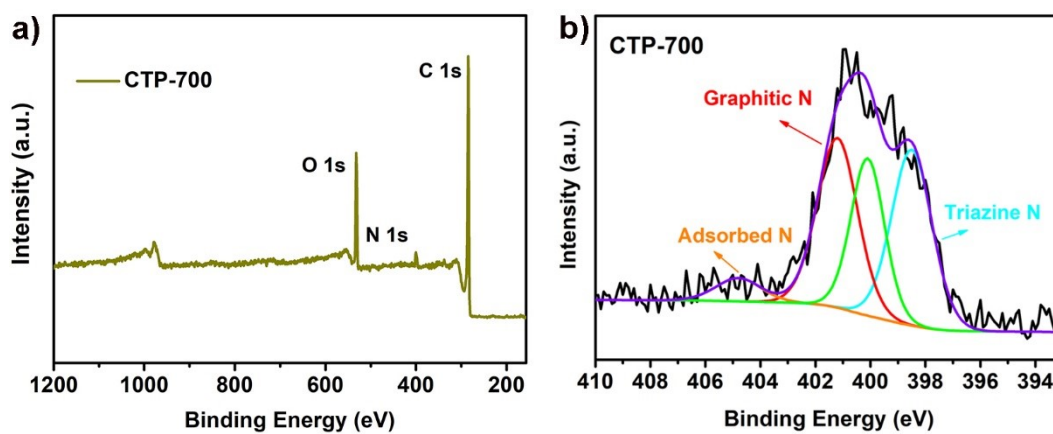 a)
CTP-700
C 1s
O 1s
N 1s
Intensity (a.u.)
1200 1000 800 600 400 200
Binding Energy (eV)
b)
CTP-700
Graphitic N
Triazine N
Adsorbed N
Intensity (a.u.)
410 408 406 404 402 400 398 396 394
Binding Energy (eV)